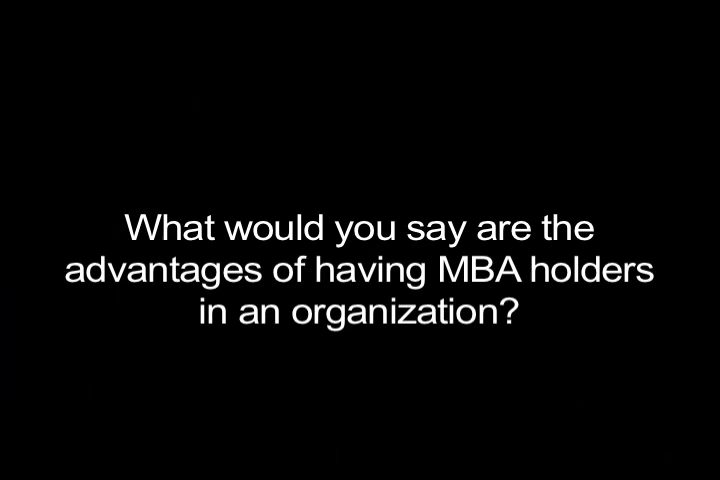 What would you say are the
advantages of having MBA holders
in an organization?